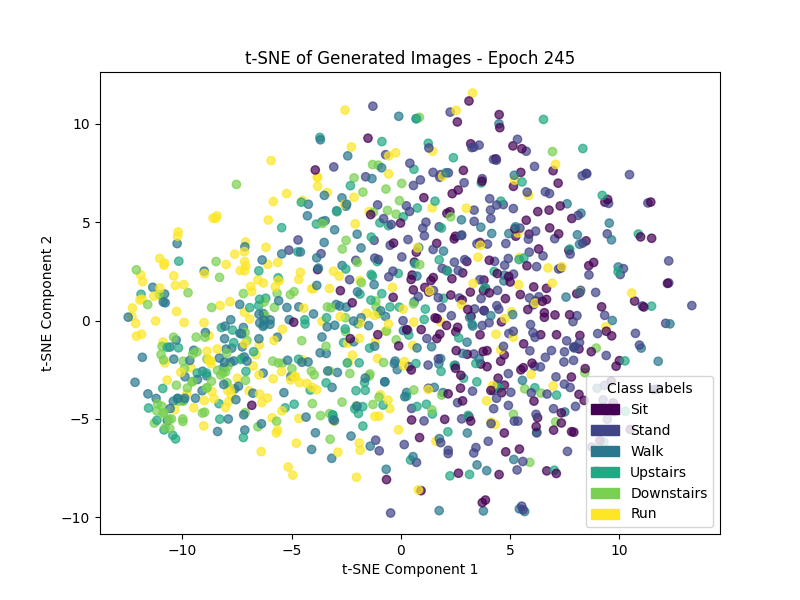 t-SNE of Generated Images - Epoch 245
t-SNE Component 2
10
5
0
−5
−10
−10
−5
0
5
10
t-SNE Component 1
Class Labels
Sit
Stand
Walk
Upstairs
Downstairs
Run